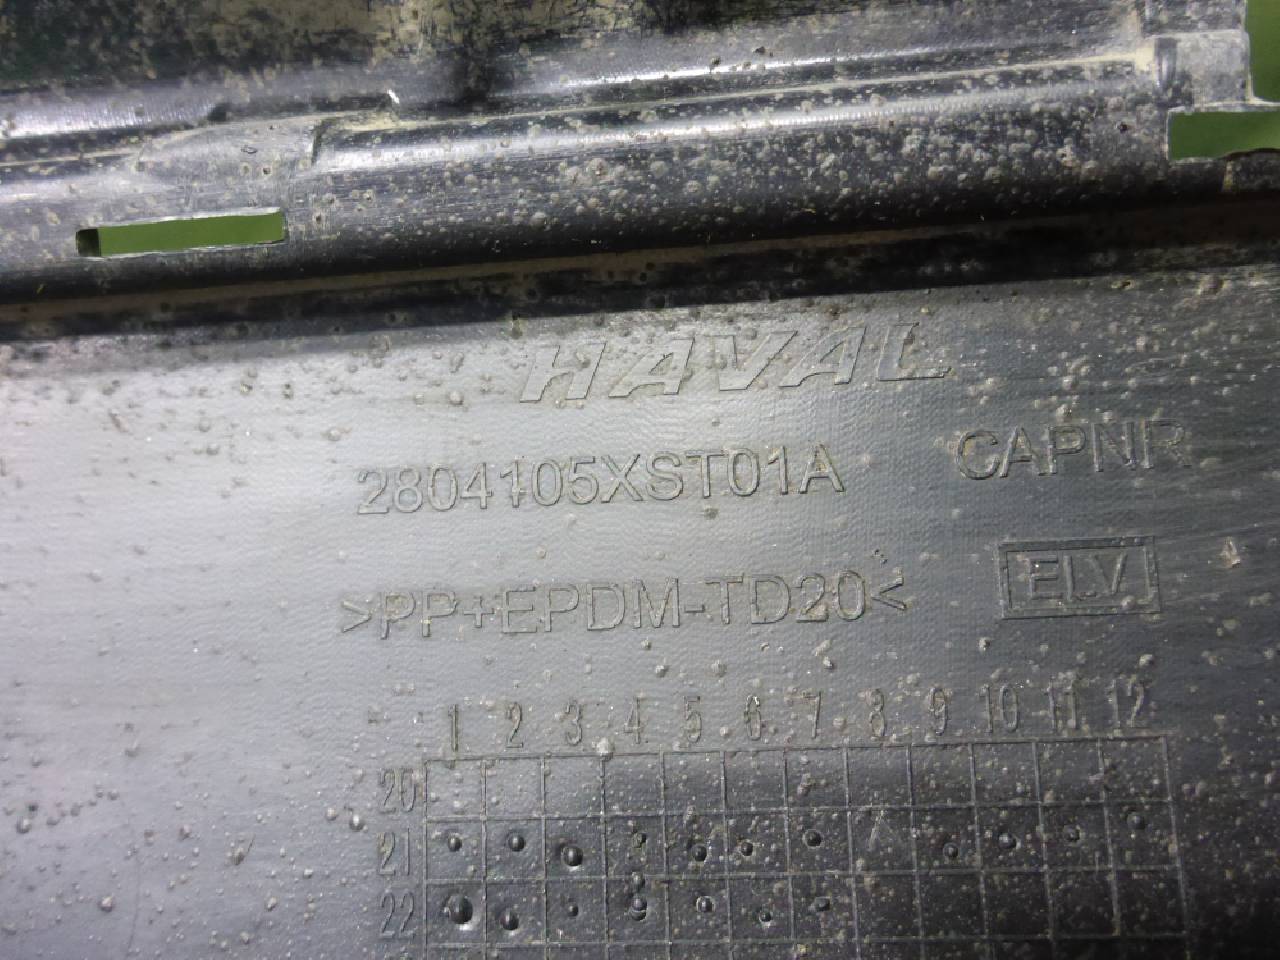 HAVAL
2804105XST01A CAPNR
>PP+EPDM-TD20< ELV
1 2 3 4 5 6 7 8 9 10 11 12
20
21
22